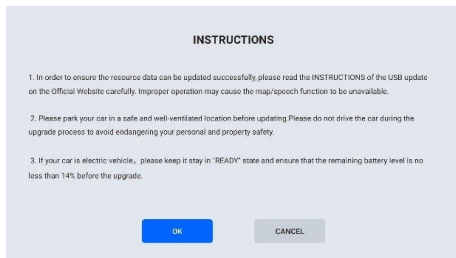 INSTRUCTIONS
1. In order to ensure the resource data can be updated successfully, please read the INSTRUCTIONS of the USB update
on the Official Website carefully. Improper operation may cause the map/speech function to be unavailable.
2. Please park your car in a safe and well-ventilated location before updating.Please do not drive the car during the
upgrade process to avoid endangering your personal and property safety.
3. If your car is electric vehicle，please keep it stay in "READY" state and ensure that the remaining battery level is no
less than 14% before the upgrade.
OK
CANCEL